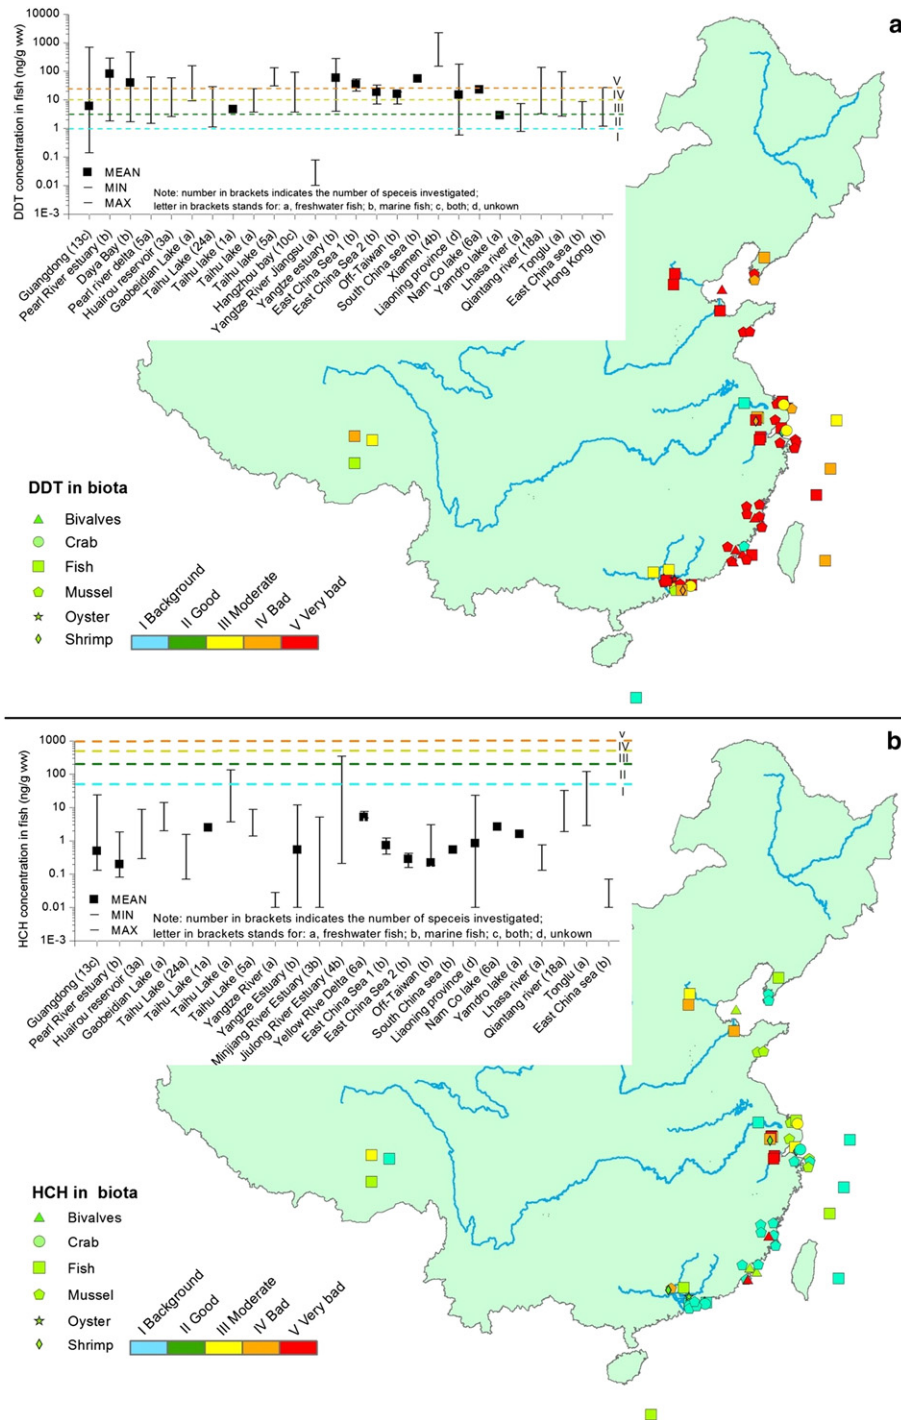 a
DDT concentration in fish (ng/g ww)
10000
1000
100
10
1
0.1
0.01
1E-3
V
IV
III
II
I
MEAN
MIN
MAX
Note: number in brackets indicates the number of speceis investigated;
letter in brackets stands for: a, freshwater fish; b, marine fish; c, both; d, unkown
Guangdong (13c)
Pearl River estuary (b)
Daya Bay (b)
Pearl river delta (5a)
Huairou reservoir (3a)
Gaobeidian Lake (a)
Taihu Lake (24a)
Taihu lake (1a)
Taihu lake (a)
Taihu lake (5a)
Hangzhou bay (10c)
Yangtze River Jiangsu (a)
Yangtze estuary (b)
East China Sea 1 (b)
East China Sea 2 (b)
Off-Taiwan (b)
South China sea (b)
Xiamen (4b)
Liaoning province (d)
Nam Co lake (6a)
Yamdro lake (a)
Lhasa river (a)
Qiantang river (18a)
Tonglu (a)
East China sea (b)
Hong Kong (b)
DDT in biota
Bivalves
Crab
Fish
Mussel
Oyster
Shrimp
I Background
II Good
III Moderate
IV Bad
V Very bad
b
HCH concentration in fish (ng/g ww)
1000
100
10
1
0.1
0.01
1E-3
v
IV
III
II
I
MEAN
MIN
MAX
Note: number in brackets indicates the number of speceis investigated;
letter in brackets stands for: a, freshwater fish; b, marine fish; c, both; d, unkown
Guangdong (13c)
Pearl River estuary (b)
Huairou reservoir (3a)
Gaobeidian Lake (a)
Taihu Lake (24a)
Taihu Lake (1a)
Taihu Lake (a)
Taihu Lake (5a)
Yangtze River (a)
Yangtze Estuary (b)
Minjiang River Estuary (3b)
Jiulong River Estuary (4b)
Yellow Rive Delta (6a)
East China Sea 1 (b)
East China Sea 2 (b)
Off-Taiwan (b)
South China sea (b)
Liaoning province (d)
Nam Co lake (6a)
Yamdro lake (a)
Lhasa river (a)
Qiantang river (18a)
Tonglu (a)
East China sea (b)
HCH in biota
Bivalves
Crab
Fish
Mussel
Oyster
Shrimp
I Background
II Good
III Moderate
IV Bad
V Very bad